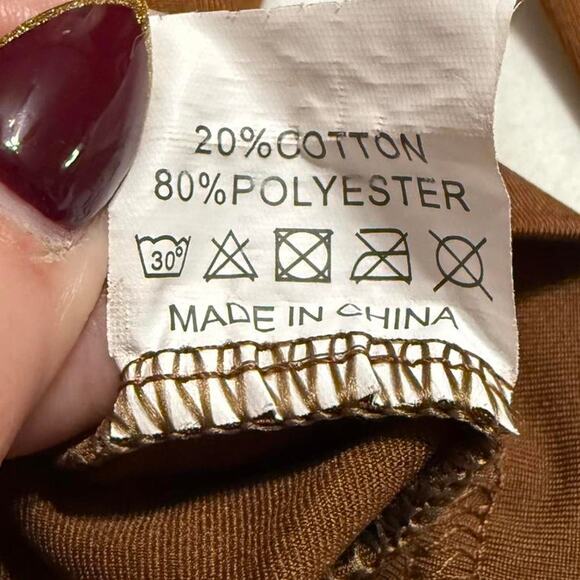 20%COTTON
80%POLYESTER
30°
MADE IN CHINA